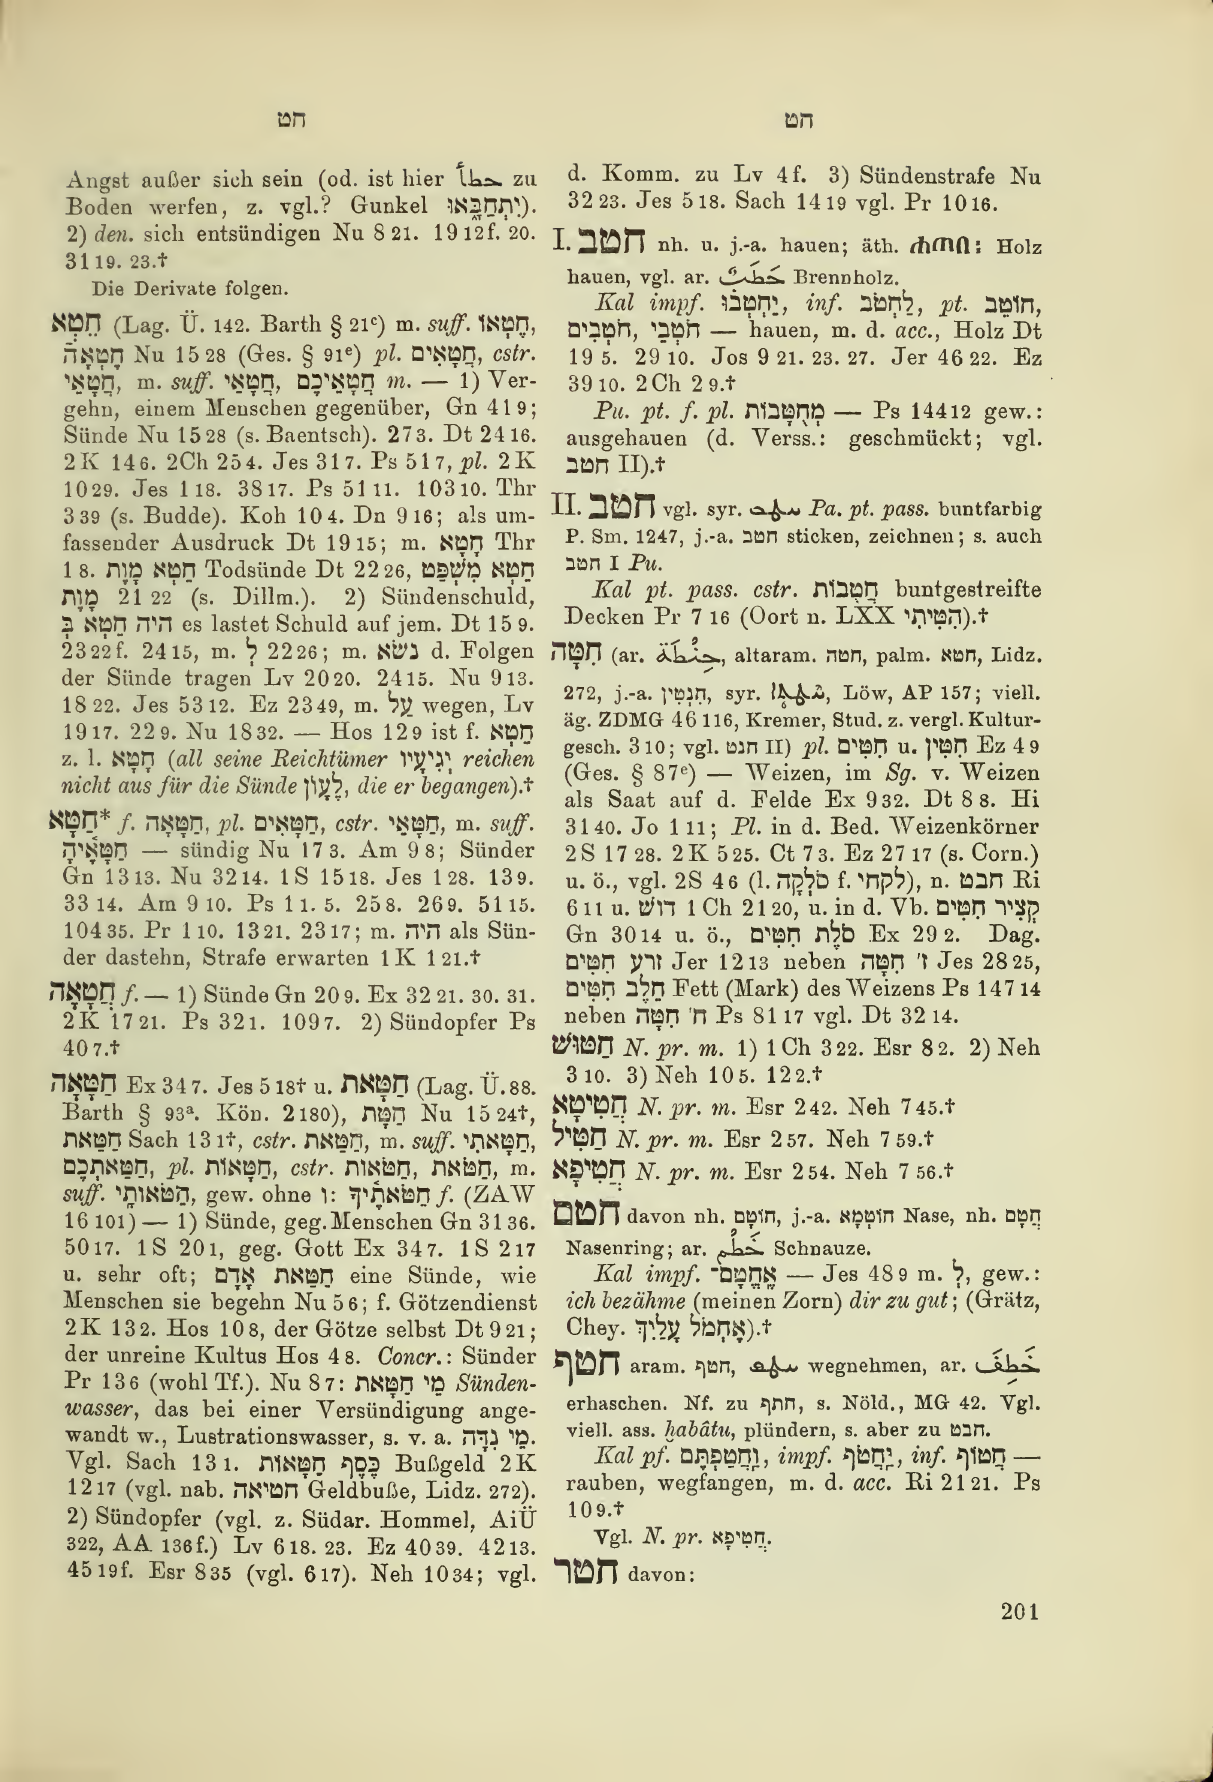 חט
חט
Angst außer sich sein (od. ist hier خطأ zu
Boden werfen, z. vgl.? Gunkel יִתְחַבָּאוּ).
2) den. sich entsündigen Nu 8 21. 19 12f. 20.
31 19. 23.†
Die Derivate folgen.
חֵטְא (Lag. Ü. 142. Barth § 21ᶜ) m. suff. חֶטְאוֹ,
חֶטְאָהּ Nu 15 28 (Ges. § 91ᵉ) pl. חֲטָאִים, cstr.
חֲטָאֵי, m. suff. חֲטָאַי, חֲטָאֵיכֶם m. — 1) Ver-
gehn, einem Menschen gegenüber, Gn 41 9;
Sünde Nu 15 28 (s. Baentsch). 27 3. Dt 24 16.
2 K 14 6. 2Ch 25 4. Jes 31 7. Ps 51 7, pl. 2 K
10 29. Jes 1 18. 38 17. Ps 51 11. 103 10. Thr
3 39 (s. Budde). Koh 10 4. Dn 9 16; als um-
fassender Ausdruck Dt 19 15; m. חָטָא Thr
1 8. חֵטְא מָוֶת Todsünde Dt 22 26, חֵטְא מִשְׁפַּט
מָוֶת 21 22 (s. Dillm.). 2) Sündenschuld,
היה חֵטְא בְּ es lastet Schuld auf jem. Dt 15 9.
23 22f. 24 15, m. לְ 22 26; m. נשׂא d. Folgen
der Sünde tragen Lv 20 20. 24 15. Nu 9 13.
18 22. Jes 53 12. Ez 23 49, m. עַל wegen, Lv
19 17. 22 9. Nu 18 32. — Hos 12 9 ist f. חֵטְא
z. l. חָטָא (all seine Reichtümer יְגִיעָיו reichen
nicht aus für die Sünde לֶעָוֹן, die er begangen).†
חַטָּא* f. חַטָּאָה, pl. חַטָּאִים, cstr. חַטָּאֵי, m. suff.
חַטָּאֶיהָ — sündig Nu 17 3. Am 9 8; Sünder
Gn 13 13. Nu 32 14. 1S 15 18. Jes 1 28. 13 9.
33 14. Am 9 10. Ps 1 1. 5. 25 8. 26 9. 51 15.
104 35. Pr 1 10. 13 21. 23 17; m. היה als Sün-
der dastehn, Strafe erwarten 1 K 1 21.†
חֲטָאָה f. — 1) Sünde Gn 20 9. Ex 32 21. 30. 31.
2 K 17 21. Ps 32 1. 109 7. 2) Sündopfer Ps
40 7.†
חַטָּאָה Ex 34 7. Jes 5 18† u. חַטָּאת (Lag. Ü. 88.
Barth § 93ᵃ. Kön. 2 180), חַטָּת Nu 15 24†,
חַטַּאת Sach 13 1†, cstr. חַטַּאת, m. suff. חַטָּאתִי,
חַטַּאתְכֶם, pl. חַטָּאוֹת, cstr. חַטֹּאות, חַטֹּאת, m.
suff. חַטֹּאותַי, gew. ohne ו: חַטֹּאתֶיךָ f. (ZAW
16 101) — 1) Sünde, geg. Menschen Gn 31 36.
50 17. 1S 20 1, geg. Gott Ex 34 7. 1S 2 17
u. sehr oft; חַטַּאת אָדָם eine Sünde, wie
Menschen sie begehn Nu 5 6; f. Götzendienst
2 K 13 2. Hos 10 8, der Götze selbst Dt 9 21;
der unreine Kultus Hos 4 8. Concr.: Sünder
Pr 13 6 (wohl Tf.). Nu 8 7: מֵי חַטָּאת Sünden-
wasser, das bei einer Versündigung ange-
wandt w., Lustrationswasser, s. v. a. מֵי נִדָּה.
Vgl. Sach 13 1. כֶּסֶף חַטָּאוֹת Bußgeld 2 K
12 17 (vgl. nab. חטיאה Geldbuße, Lidz. 272).
2) Sündopfer (vgl. z. Südar. Hommel, AiÜ
322, AA 136f.) Lv 6 18. 23. Ez 40 39. 42 13.
45 19f. Esr 8 35 (vgl. 6 17). Neh 10 34; vgl.
d. Komm. zu Lv 4f. 3) Sündenstrafe Nu
32 23. Jes 5 18. Sach 14 19 vgl. Pr 10 16.
I. חטב nh. u. j.-a. hauen; äth. ሐጠበ: Holz
hauen, vgl. ar. حَطَبٌ Brennholz.
Kal impf. יַחְטְבוּ, inf. לַחְטֹב, pt. חוֹטֵב,
חֹטְבֵי, חֹטְבִים — hauen, m. d. acc., Holz Dt
19 5. 29 10. Jos 9 21. 23. 27. Jer 46 22. Ez
39 10. 2 Ch 2 9.†
Pu. pt. f. pl. מְחֻטָּבוֹת — Ps 144 12 gew.:
ausgehauen (d. Verss.: geschmückt; vgl.
חטב II).†
II. חטב vgl. syr. ܚܛܒ Pa. pt. pass. buntfarbig
P. Sm. 1247, j.-a. חטב sticken, zeichnen; s. auch
חטב I Pu.
Kal pt. pass. cstr. חֲטֻבוֹת buntgestreifte
Decken Pr 7 16 (Oort n. LXX הִטֵּיתִי).†
חִטָּה (ar. حِنْطَةٌ, altaram. חטה, palm. חטא, Lidz.
272, j.-a. חִנְטִין, syr. ܚܶܛܬ݂ܳܐ, Löw, AP 157; viell.
äg. ZDMG 46 116, Kremer, Stud. z. vergl. Kultur-
gesch. 3 10; vgl. חנט II) pl. חִטִּים u. חִטִּין Ez 4 9
(Ges. § 87ᵉ) — Weizen, im Sg. v. Weizen
als Saat auf d. Felde Ex 9 32. Dt 8 8. Hi
31 40. Jo 1 11; Pl. in d. Bed. Weizenkörner
2 S 17 28. 2 K 5 25. Ct 7 3. Ez 27 17 (s. Corn.)
u. ö., vgl. 2S 4 6 (l. סֹלְקָה f. לקחי), n. חבט Ri
6 11 u. דושׁ 1 Ch 21 20, u. in d. Vb. קְצִיר חִטִּים
Gn 30 14 u. ö., סֹלֶת חִטִּים Ex 29 2. Dag.
זרע חִטִּים Jer 12 13 neben ז׳ חִטָּה Jes 28 25,
חֵלֶב חִטִּים Fett (Mark) des Weizens Ps 147 14
neben ח׳ חִטָּה Ps 81 17 vgl. Dt 32 14.
חַטּוּשׁ N. pr. m. 1) 1 Ch 3 22. Esr 8 2. 2) Neh
3 10. 3) Neh 10 5. 12 2.†
חֲטִיטָא N. pr. m. Esr 2 42. Neh 7 45.†
חַטִּיל N. pr. m. Esr 2 57. Neh 7 59.†
חֲטִיפָא N. pr. m. Esr 2 54. Neh 7 56.†
חטם davon nh. חוֹטֶם, j.-a. חוֹטְמָא Nase, nh. חָטָם
Nasenring; ar. خَطْمٌ Schnauze.
Kal impf. אֶחֱטָם־ — Jes 48 9 m. לְ, gew.:
ich bezähme (meinen Zorn) dir zu gut; (Grätz,
Chey. אֶחְמֹל עָלֶיךָ).†
חטף aram. חטף, ܚܛܦ wegnehmen, ar. خَطِفَ
erhaschen. Nf. zu חתף, s. Nöld., MG 42. Vgl.
viell. ass. ḫabâtu, plündern, s. aber zu חבט.
Kal pf. וַחֲטַפְתֶּם, impf. יַחֲטֹף, inf. חֲטוֹף —
rauben, wegfangen, m. d. acc. Ri 21 21. Ps
10 9.†
Vgl. N. pr. חֲטִיפָא.
חטר davon:
201